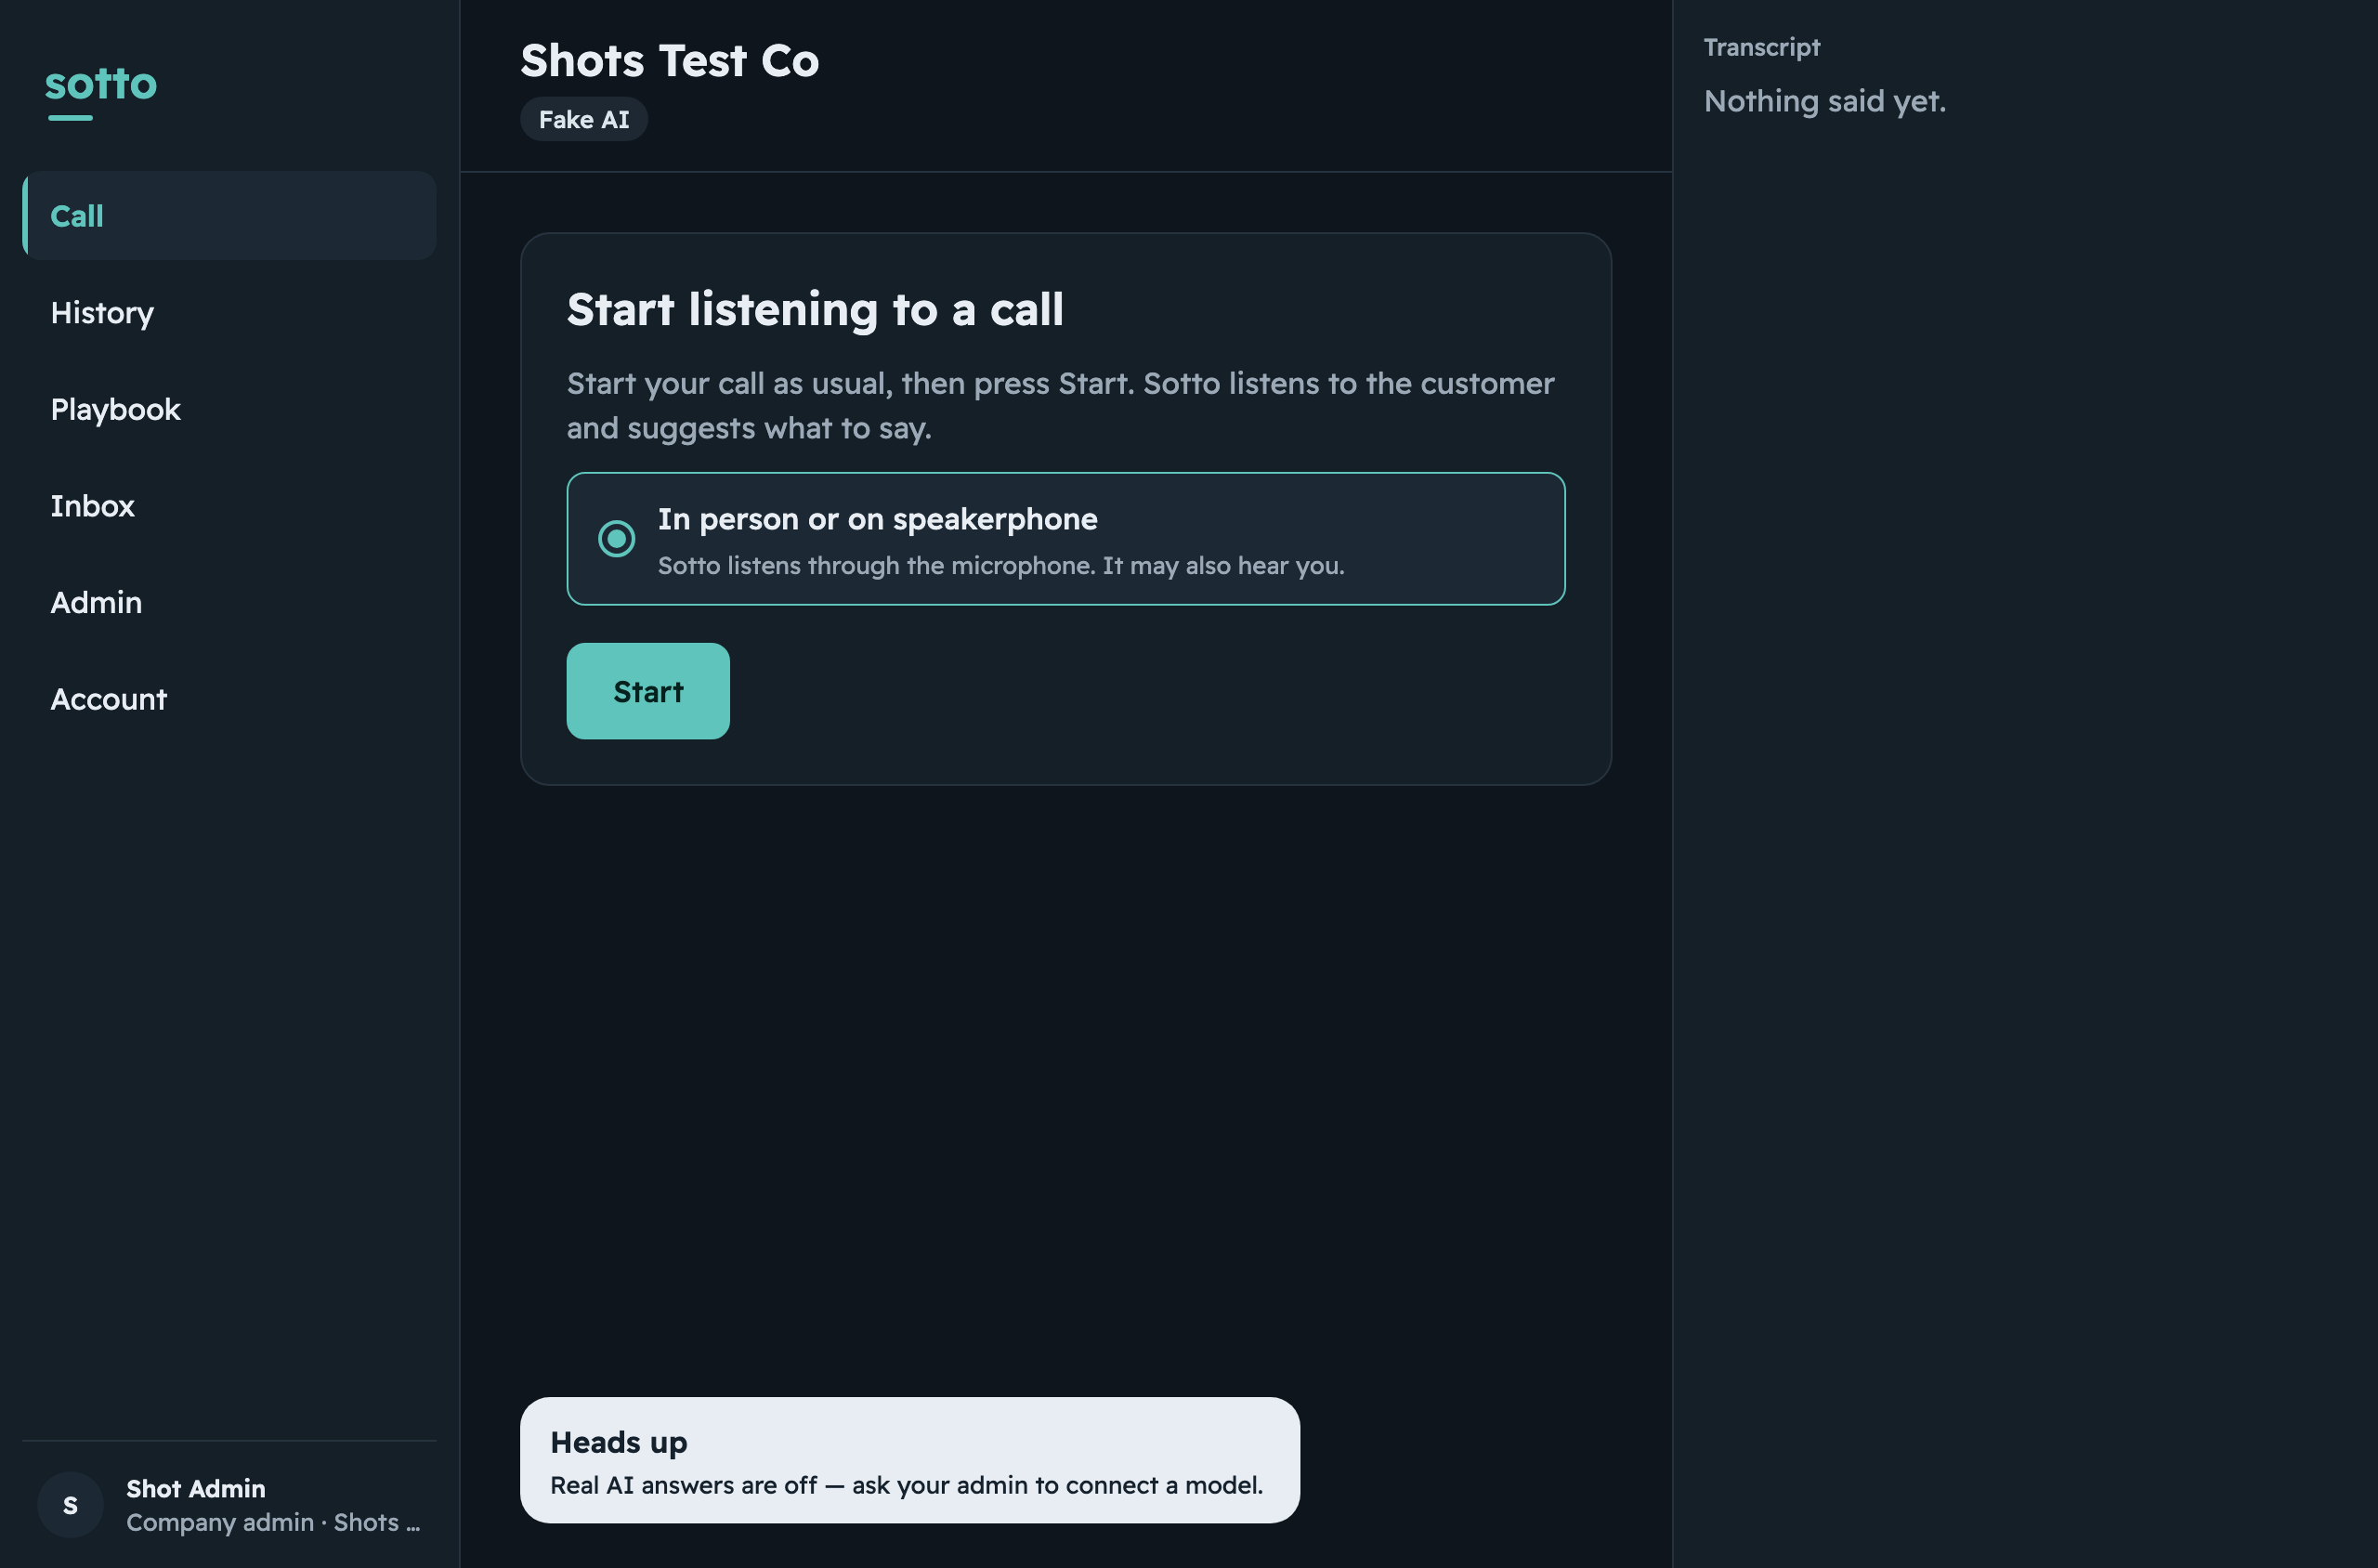 sotto
Call
History
Playbook
Inbox
Admin
Account
S
Shot Admin
Company admin · Shots ...
Shots Test Co
Fake AI
Start listening to a call
Start your call as usual, then press Start. Sotto listens to the customer
and suggests what to say.
In person or on speakerphone
Sotto listens through the microphone. It may also hear you.
Start
Heads up
Real AI answers are off — ask your admin to connect a model.
Transcript
Nothing said yet.